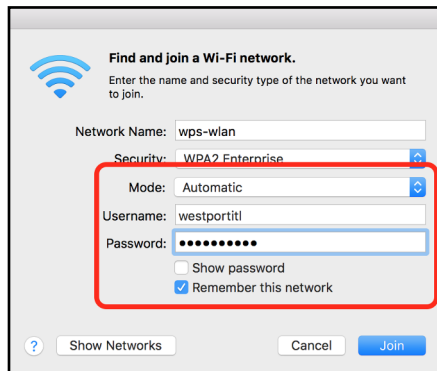 Find and join a Wi-Fi network.
Enter the name and security type of the network you want
to join.
Network Name: wps-wlan
Security: WPA2 Enterprise
Mode: Automatic
Username: westportitl
Password: ••••••••••
Show password
Remember this network
? Show Networks Cancel Join